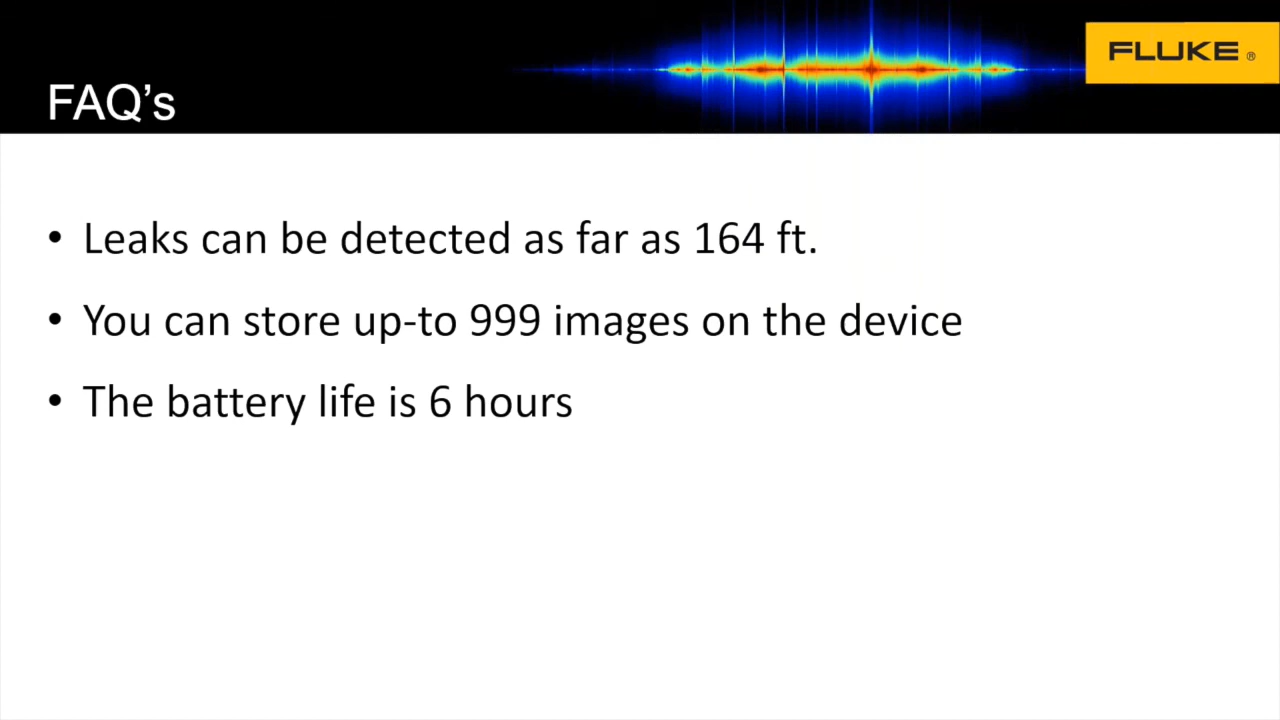 FLUKE ®
FAQ’s
• Leaks can be detected as far as 164 ft.
• You can store up-to 999 images on the device
• The battery life is 6 hours